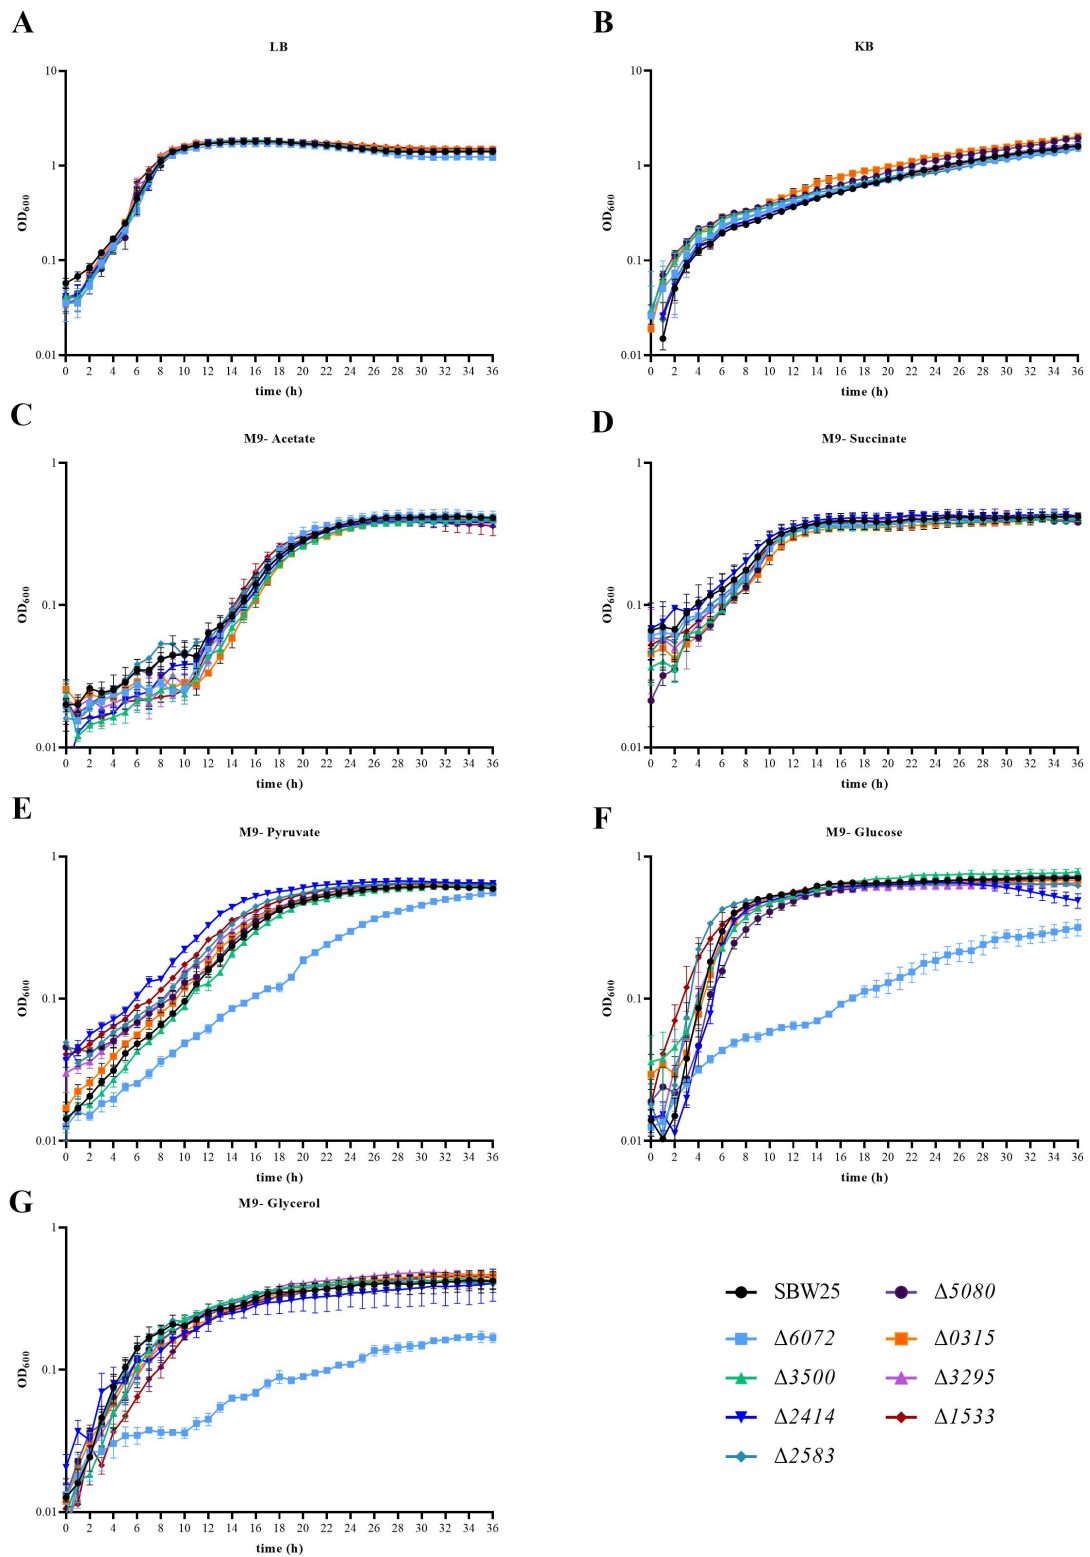 A
LB
OD600
10
1
0.1
0.01
0 2 4 6 8 10 12 14 16 18 20 22 24 26 28 30 32 34 36
time (h)
B
KB
OD600
10
1
0.1
0.01
0 2 4 6 8 10 12 14 16 18 20 22 24 26 28 30 32 34 36
time (h)
C
M9- Acetate
OD600
1
0.1
0.01
0 2 4 6 8 10 12 14 16 18 20 22 24 26 28 30 32 34 36
time (h)
D
M9- Succinate
OD600
1
0.1
0.01
0 2 4 6 8 10 12 14 16 18 20 22 24 26 28 30 32 34 36
time (h)
E
M9- Pyruvate
OD600
1
0.1
0.01
0 2 4 6 8 10 12 14 16 18 20 22 24 26 28 30 32 34 36
time (h)
F
M9- Glucose
OD600
1
0.1
0.01
0 2 4 6 8 10 12 14 16 18 20 22 24 26 28 30 32 34 36
time (h)
G
M9- Glycerol
OD600
1
0.1
0.01
0 2 4 6 8 10 12 14 16 18 20 22 24 26 28 30 32 34 36
time (h)
SBW25
Δ6072
Δ3500
Δ2414
Δ2583
Δ5080
Δ0315
Δ3295
Δ1533